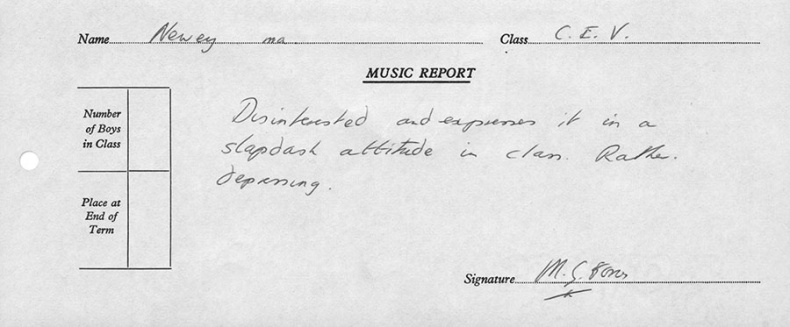 Name Newey ma. Class C. E. V.
MUSIC REPORT
Number
of Boys
in Class
Disinterested and expresses it in a
slapdash attitude in class. Rather.
depressing.
Place at
End of
Term
Signature M. G.